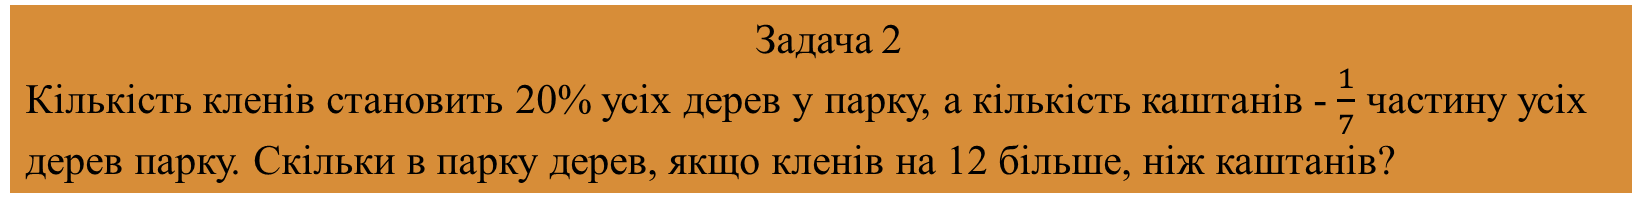 Задача 2
Кількість кленів становить 20% усіх дерев у парку, а кількість каштанів - 1/7 частину усіх
дерев парку. Скільки в парку дерев, якщо кленів на 12 більше, ніж каштанів?